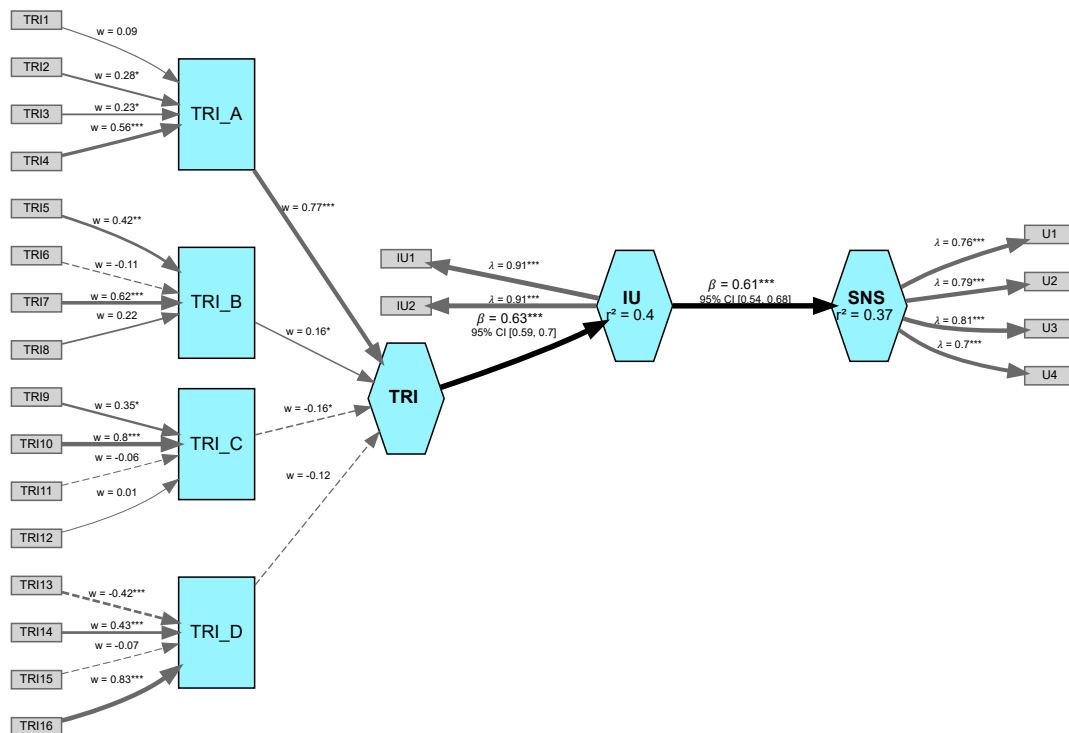 TRI1
w = 0.09
TRI2
w = 0.28*
TRI3
w = 0.23*
w = 0.56***
TRI4
TRI_A
w = 0.77***
TRI5
w = 0.42**
TRI6
w = -0.11
TRI7
w = 0.62***
w = 0.22
TRI8
TRI_B
w = 0.16*
TRI9
w = 0.35*
TRI10
w = 0.8***
w = -0.06
TRI11
w = 0.01
TRI12
TRI_C
w = -0.16*
TRI13
w = -0.42***
TRI14
w = 0.43***
w = -0.07
TRI15
w = 0.83***
TRI16
TRI_D
w = -0.12
TRI
β = 0.63***
95% CI [0.59, 0.7]
IU1
λ = 0.91***
IU2
λ = 0.91***
IU
r² = 0.4
β = 0.61***
95% CI [0.54, 0.68]
SNS
r² = 0.37
λ = 0.76***
U1
λ = 0.79***
U2
λ = 0.81***
U3
λ = 0.7***
U4